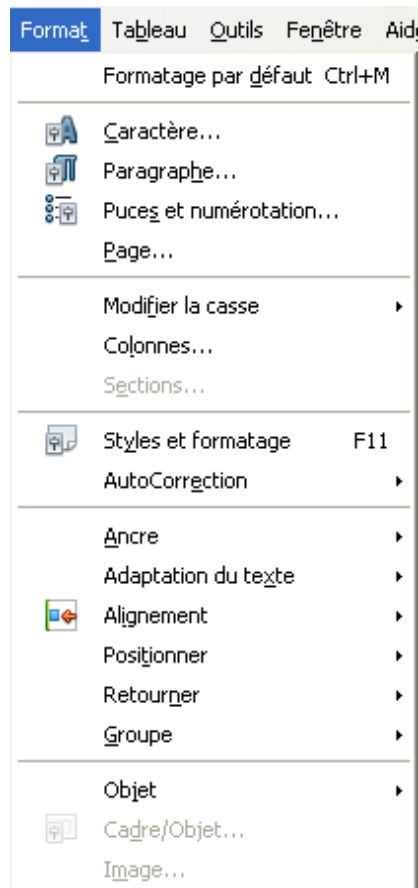 Format Tableau Outils Fenêtre Aid
Formatage par défaut Ctrl+M
Caractère...
Paragraphe...
Puces et numérotation...
Page...
Modifier la casse
Colonnes...
Sections...
Styles et formatage F11
AutoCorrection
Ancre
Adaptation du texte
Alignement
Positionner
Retourner
Groupe
Objet
Cadre/Objet...
Image...